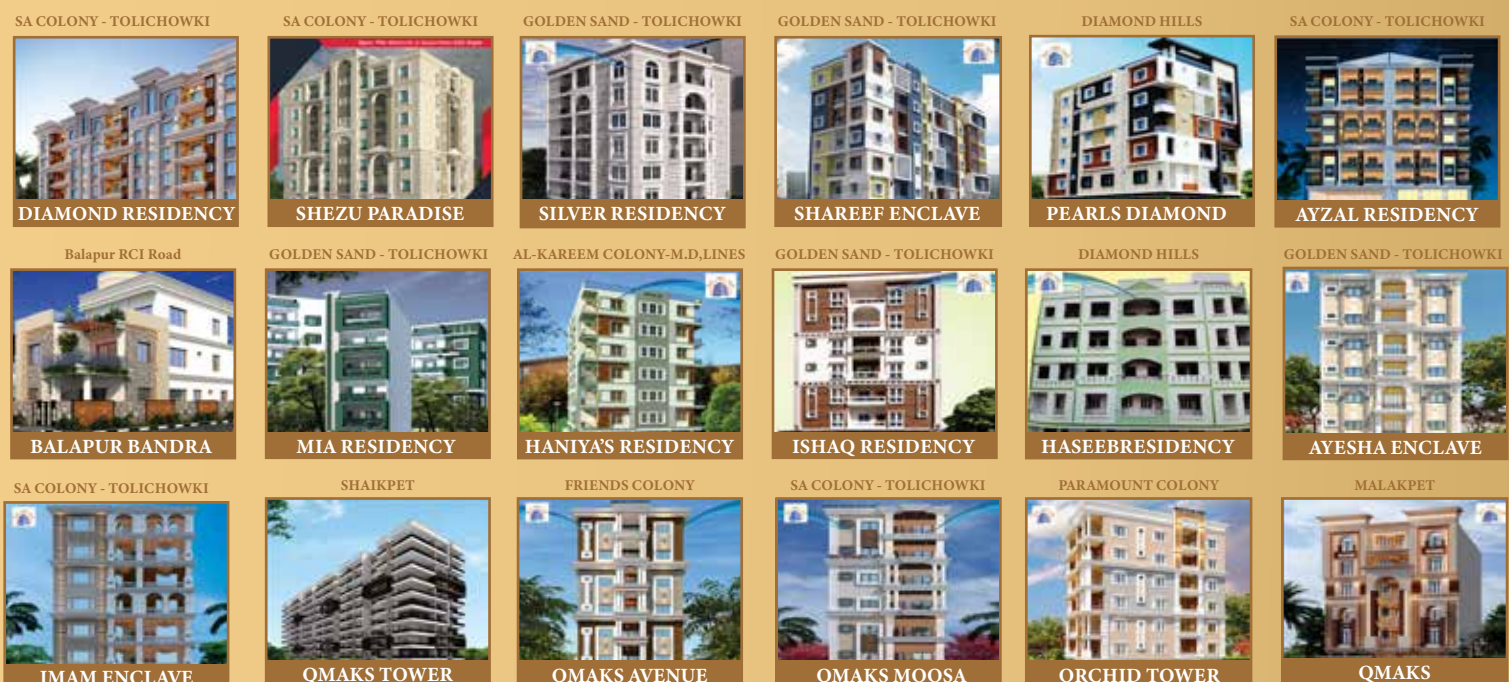 SA COLONY - TOLICHOWKI
SA COLONY - TOLICHOWKI
GOLDEN SAND - TOLICHOWKI
GOLDEN SAND - TOLICHOWKI
DIAMOND HILLS
SA COLONY - TOLICHOWKI
DIAMOND RESIDENCY
SHEZU PARADISE
SILVER RESIDENCY
SHAREEF ENCLAVE
PEARLS DIAMOND
AYZAL RESIDENCY
Balapur RCI Road
GOLDEN SAND - TOLICHOWKI
AL-KAREEM COLONY-M.D,LINES
GOLDEN SAND - TOLICHOWKI
DIAMOND HILLS
GOLDEN SAND - TOLICHOWKI
BALAPUR BANDRA
MIA RESIDENCY
HANIYA'S RESIDENCY
ISHAQ RESIDENCY
HASEEBRESIDENCY
AYESHA ENCLAVE
SA COLONY - TOLICHOWKI
SHAIKPET
FRIENDS COLONY
SA COLONY - TOLICHOWKI
PARAMOUNT COLONY
MALAKPET
IMAM ENCLAVE
QMAKS TOWER
QMAKS AVENUE
QMAKS MOOSA
ORCHID TOWER
QMAKS